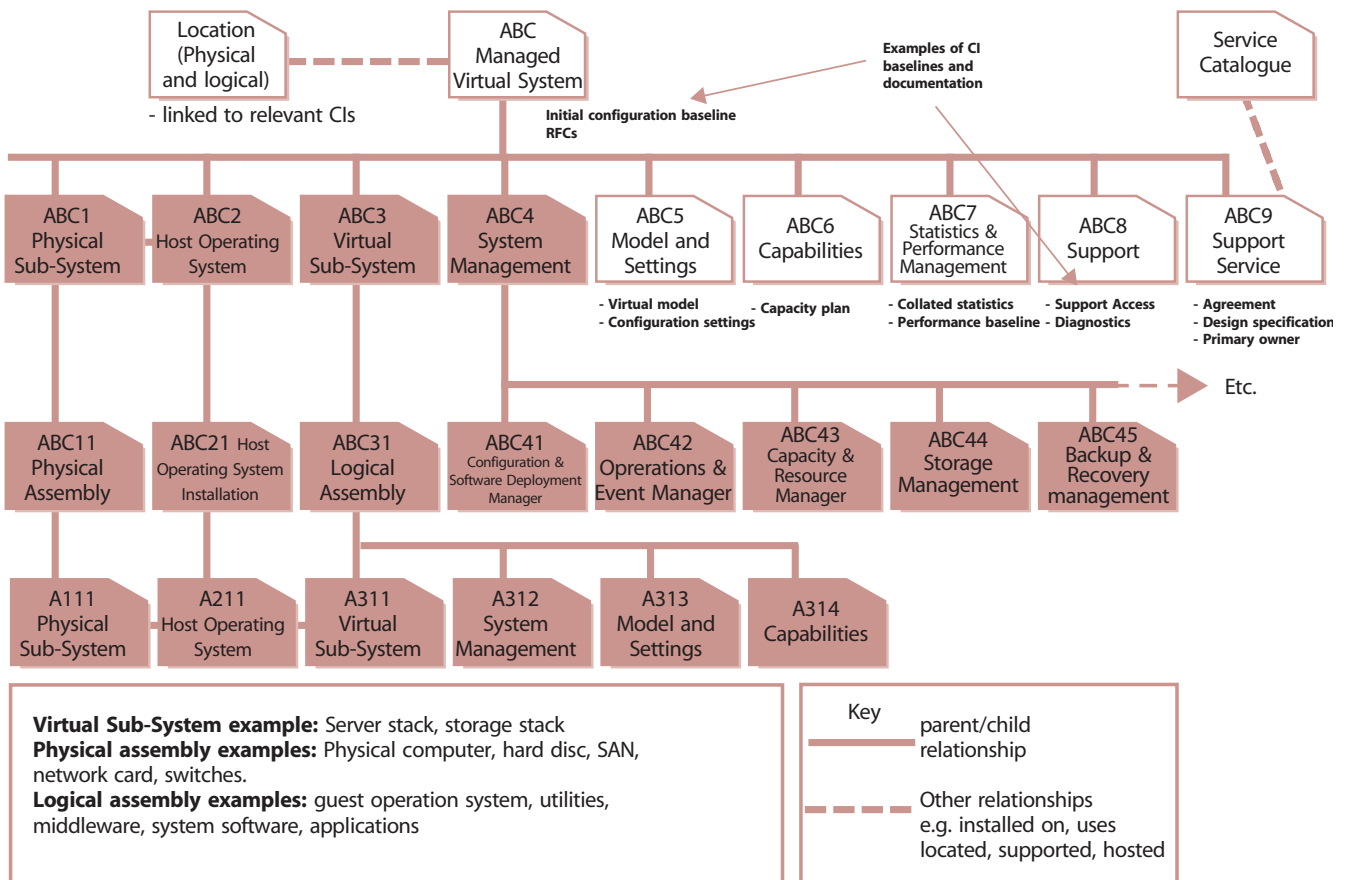 Location
(Physical
and logical)
- linked to relevant CIs
ABC
Managed
Virtual System
Initial configuration baseline
RFCs
Examples of CI
baselines and
documentation
Service
Catalogue
ABC1
Physical
Sub-System
ABC2
Host Operating
System
ABC3
Virtual
Sub-System
ABC4
System
Management
ABC5
Model and
Settings
- Virtual model
- Configuration settings
ABC6
Capabilities
- Capacity plan
ABC7
Statistics &
Performance
Management
- Collated statistics
- Performance baseline
ABC8
Support
- Support Access
- Diagnostics
ABC9
Support
Service
- Agreement
- Design specification
- Primary owner
Etc.
ABC11
Physical
Assembly
ABC21 Host
Operating System
Installation
ABC31
Logical
Assembly
ABC41
Configuration &
Software Deployment
Manager
ABC42
Oprerations &
Event Manager
ABC43
Capacity &
Resource
Manager
ABC44
Storage
Management
ABC45
Backup &
Recovery
management
A111
Physical
Sub-System
A211
Host Operating
System
A311
Virtual
Sub-System
A312
System
Management
A313
Model and
Settings
A314
Capabilities
Virtual Sub-System example: Server stack, storage stack
Physical assembly examples: Physical computer, hard disc, SAN,
network card, switches.
Logical assembly examples: guest operation system, utilities,
middleware, system software, applications
Key
parent/child
relationship
Other relationships
e.g. installed on, uses
located, supported, hosted